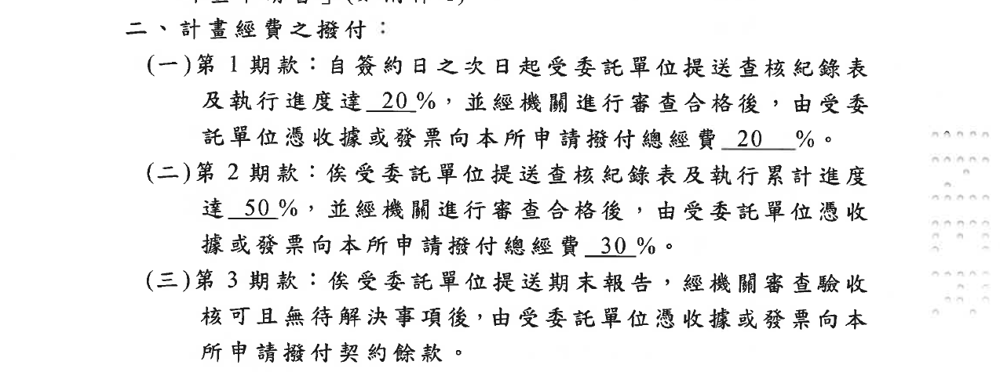 二、計畫經費之撥付：
(一)第 1 期款：自簽約日之次日起受委託單位提送查核紀錄表
及執行進度達 20 %，並經機關進行審查合格後，由受委
託單位憑收據或發票向本所申請撥付總經費 20 %。
(二)第 2 期款：俟受委託單位提送查核紀錄表及執行累計進度
達 50 %，並經機關進行審查合格後，由受委託單位憑收
據或發票向本所申請撥付總經費 30 %。
(三)第 3 期款：俟受委託單位提送期末報告，經機關審查驗收
核可且無待解決事項後，由受委託單位憑收據或發票向本
所申請撥付契約餘款。